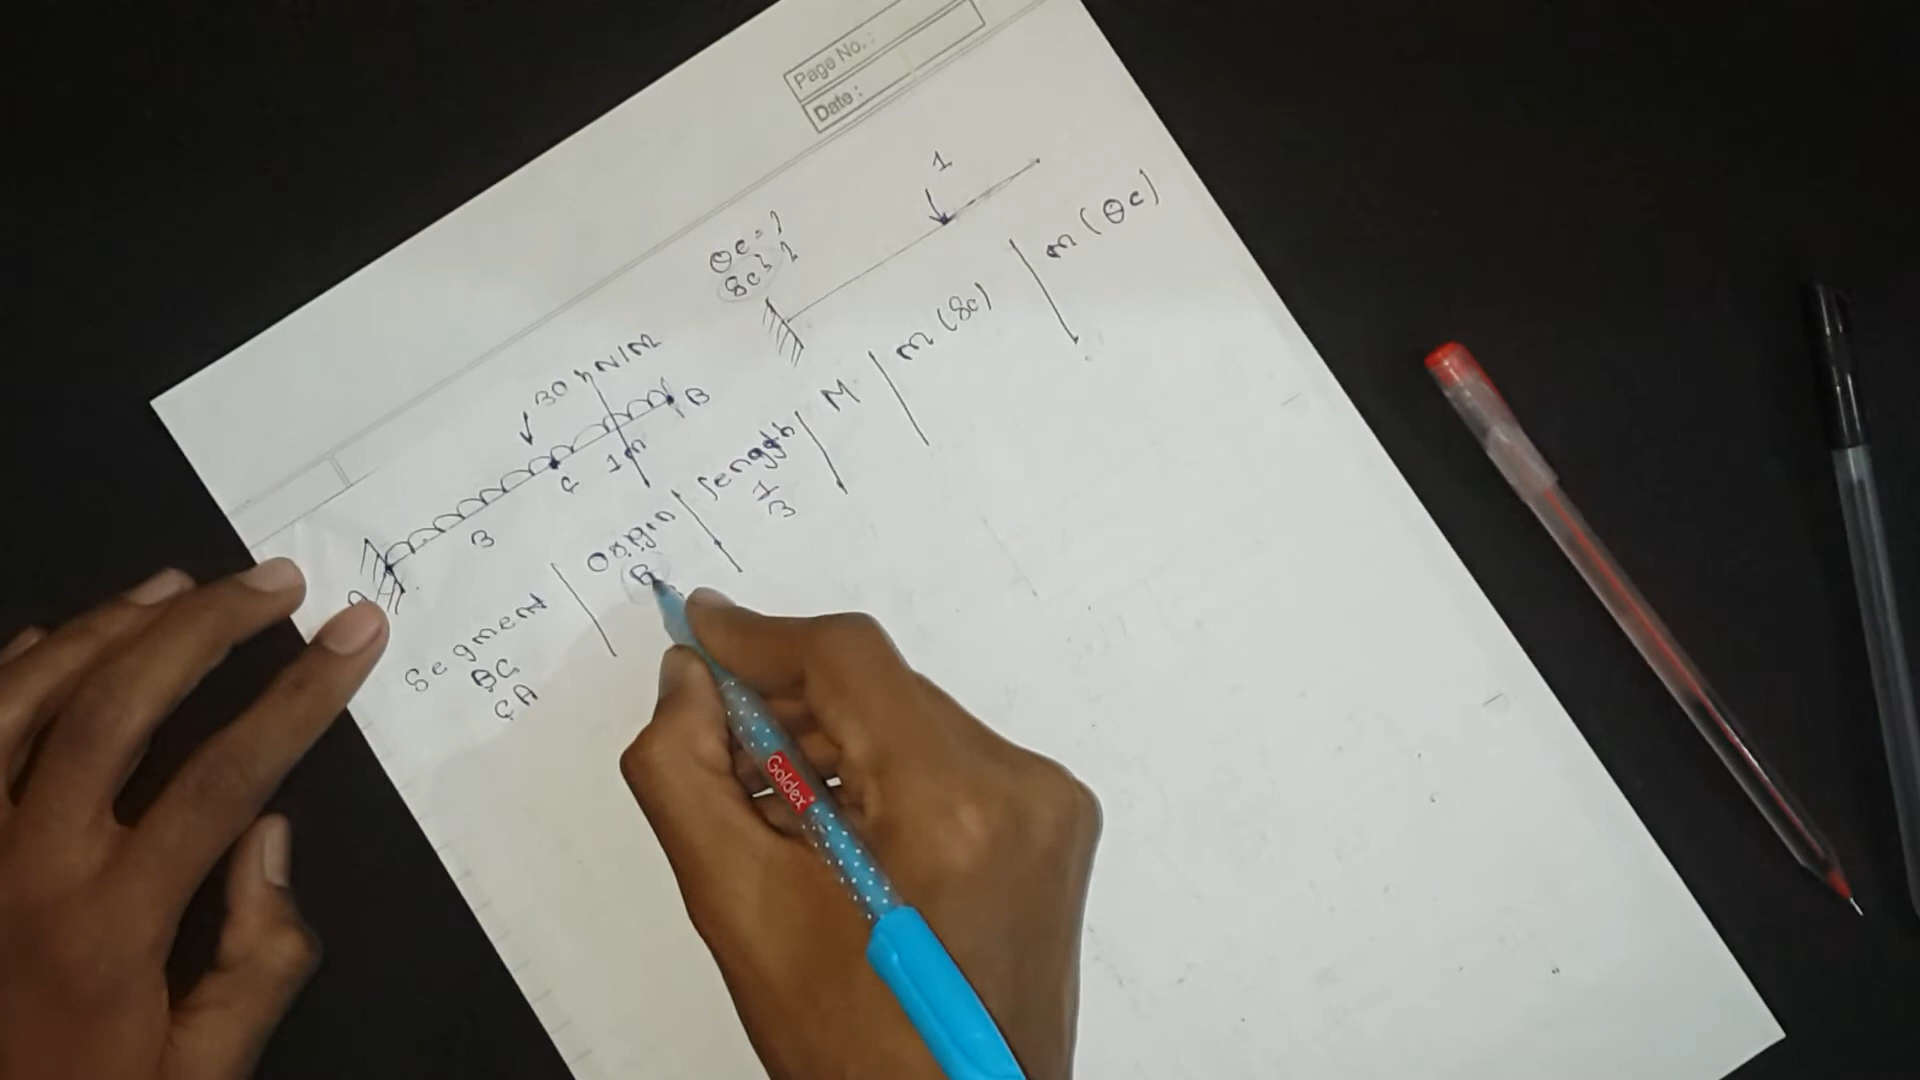 Page No. :
Date :
1
θc = ?
δc = ?
30 kN/m
A
3
C
1m
B
Segment | Origin | Length | M | m (δc) | m (θc)
BC B 1
CA 3
Goldex